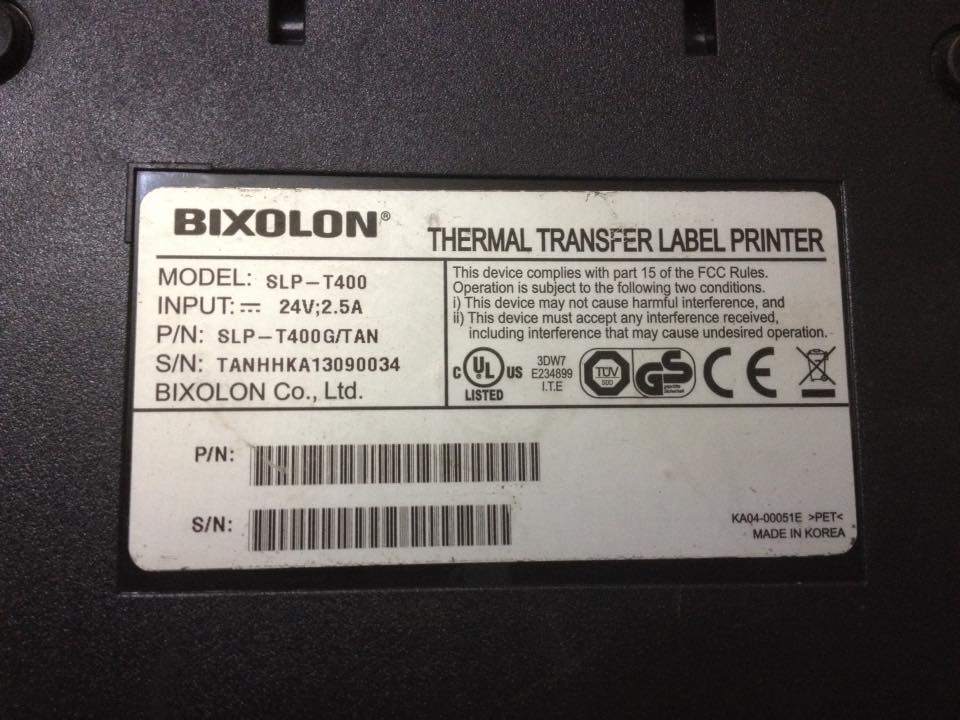 BIXOLON®
THERMAL TRANSFER LABEL PRINTER
MODEL: SLP-T400
INPUT: ⎓ 24V;2.5A
P/N: SLP-T400G/TAN
S/N: TANHHKA13090034
BIXOLON Co., Ltd.
This device complies with part 15 of the FCC Rules.
Operation is subject to the following two conditions.
i) This device may not cause harmful interference, and
ii) This device must accept any interference received,
including interference that may cause undesired operation.
C UL US
LISTED
3DW7
E234899
I.T.E
TÜV
SÜD
GS
geprüfte
Sicherheit
CE
P/N:
S/N:
KA04-00051E >PET<
MADE IN KOREA